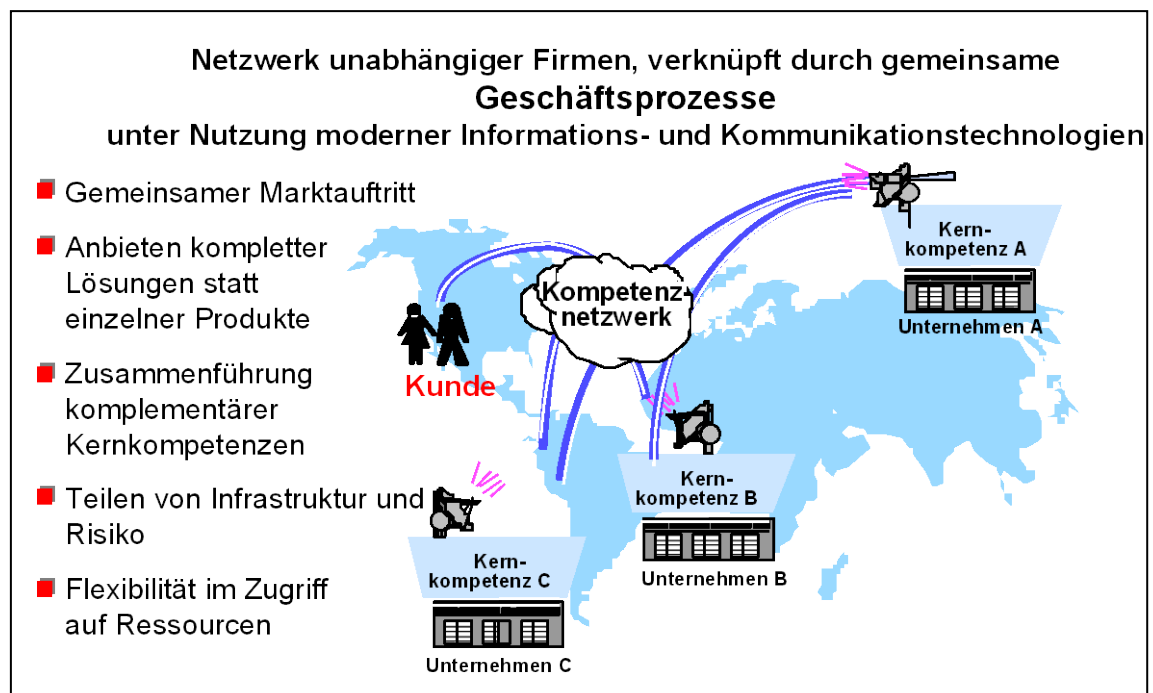 Netzwerk unabhängiger Firmen, verknüpft durch gemeinsame
Geschäftsprozesse
unter Nutzung moderner Informations- und Kommunikationstechnologien
Gemeinsamer Marktauftritt
Anbieten kompletter
Lösungen statt
einzelner Produkte
Zusammenführung
komplementärer
Kernkompetenzen
Teilen von Infrastruktur und
Risiko
Flexibilität im Zugriff
auf Ressourcen
Kompetenz-
netzwerk
Kunde
Kern-
kompetenz A
Unternehmen A
Kern-
kompetenz B
Unternehmen B
Kern-
kompetenz C
Unternehmen C